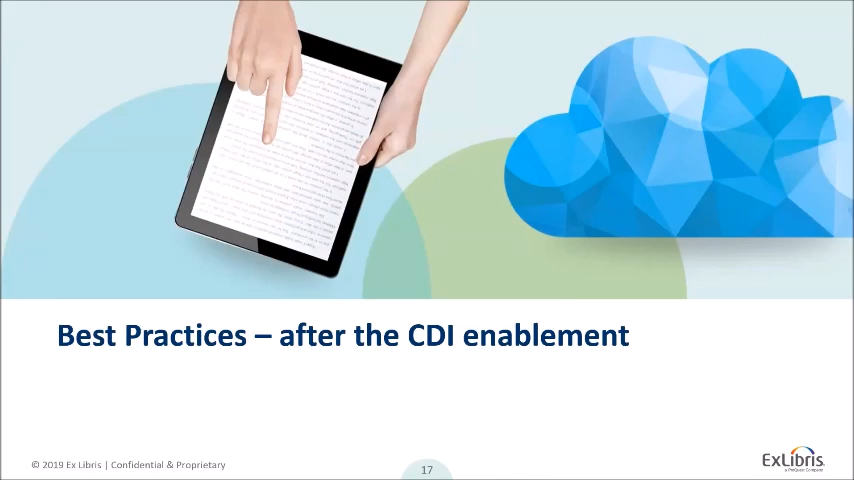 Best Practices – after the CDI enablement
© 2019 Ex Libris | Confidential & Proprietary
17
ExLibris
a ProQuest Company